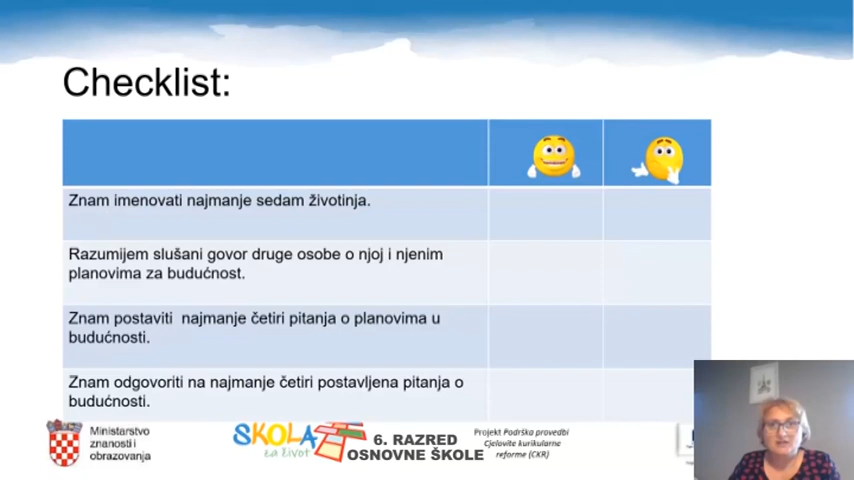 Checklist:
Znam imenovati najmanje sedam životinja.
Razumijem slušani govor druge osobe o njoj i njenim
planovima za budućnost.
Znam postaviti najmanje četiri pitanja o planovima u
budućnosti.
Znam odgovoriti na najmanje četiri postavljena pitanja o
budućnosti.
Ministarstvo
znanosti i
obrazovanja
ŠKOLA
za život
6. RAZRED
OSNOVNE ŠKOLE
Projekt Podrška provedbi
Cjelovite kurikularne
reforme (CKR)